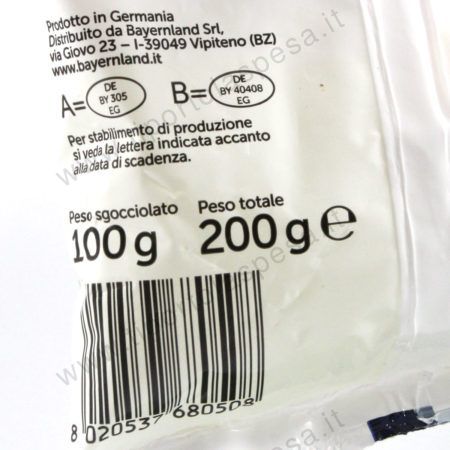 Prodotto in Germania
Distribuito da Bayernland Srl,
via Giovo 23 – I-39049 Vipiteno (BZ)
www.bayernland.it
A= DE BY 305 EG B= DE BY 40408 EG
Per stabilimento di produzione
si veda la lettera indicata accanto
alla data di scadenza.
Peso sgocciolato Peso totale
100 g 200 g ℮
8 020537 680508